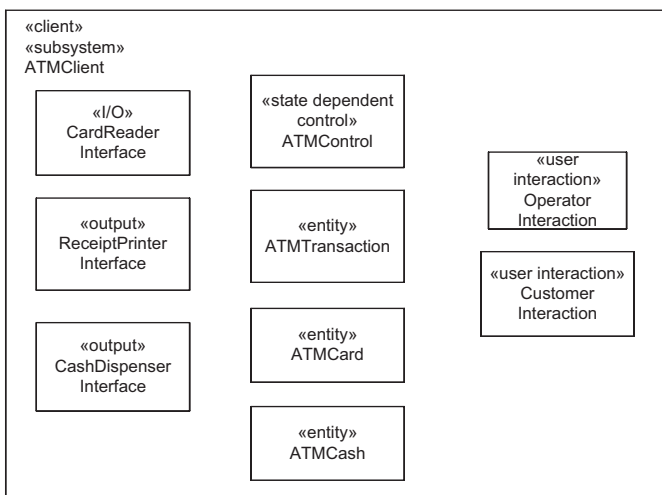 «client»
«subsystem»
ATMClient
«I/O»
CardReader
Interface
«output»
ReceiptPrinter
Interface
«output»
CashDispenser
Interface
«state dependent
control»
ATMControl
«entity»
ATMTransaction
«entity»
ATMCard
«entity»
ATMCash
«user
interaction»
Operator
Interaction
«user interaction»
Customer
Interaction